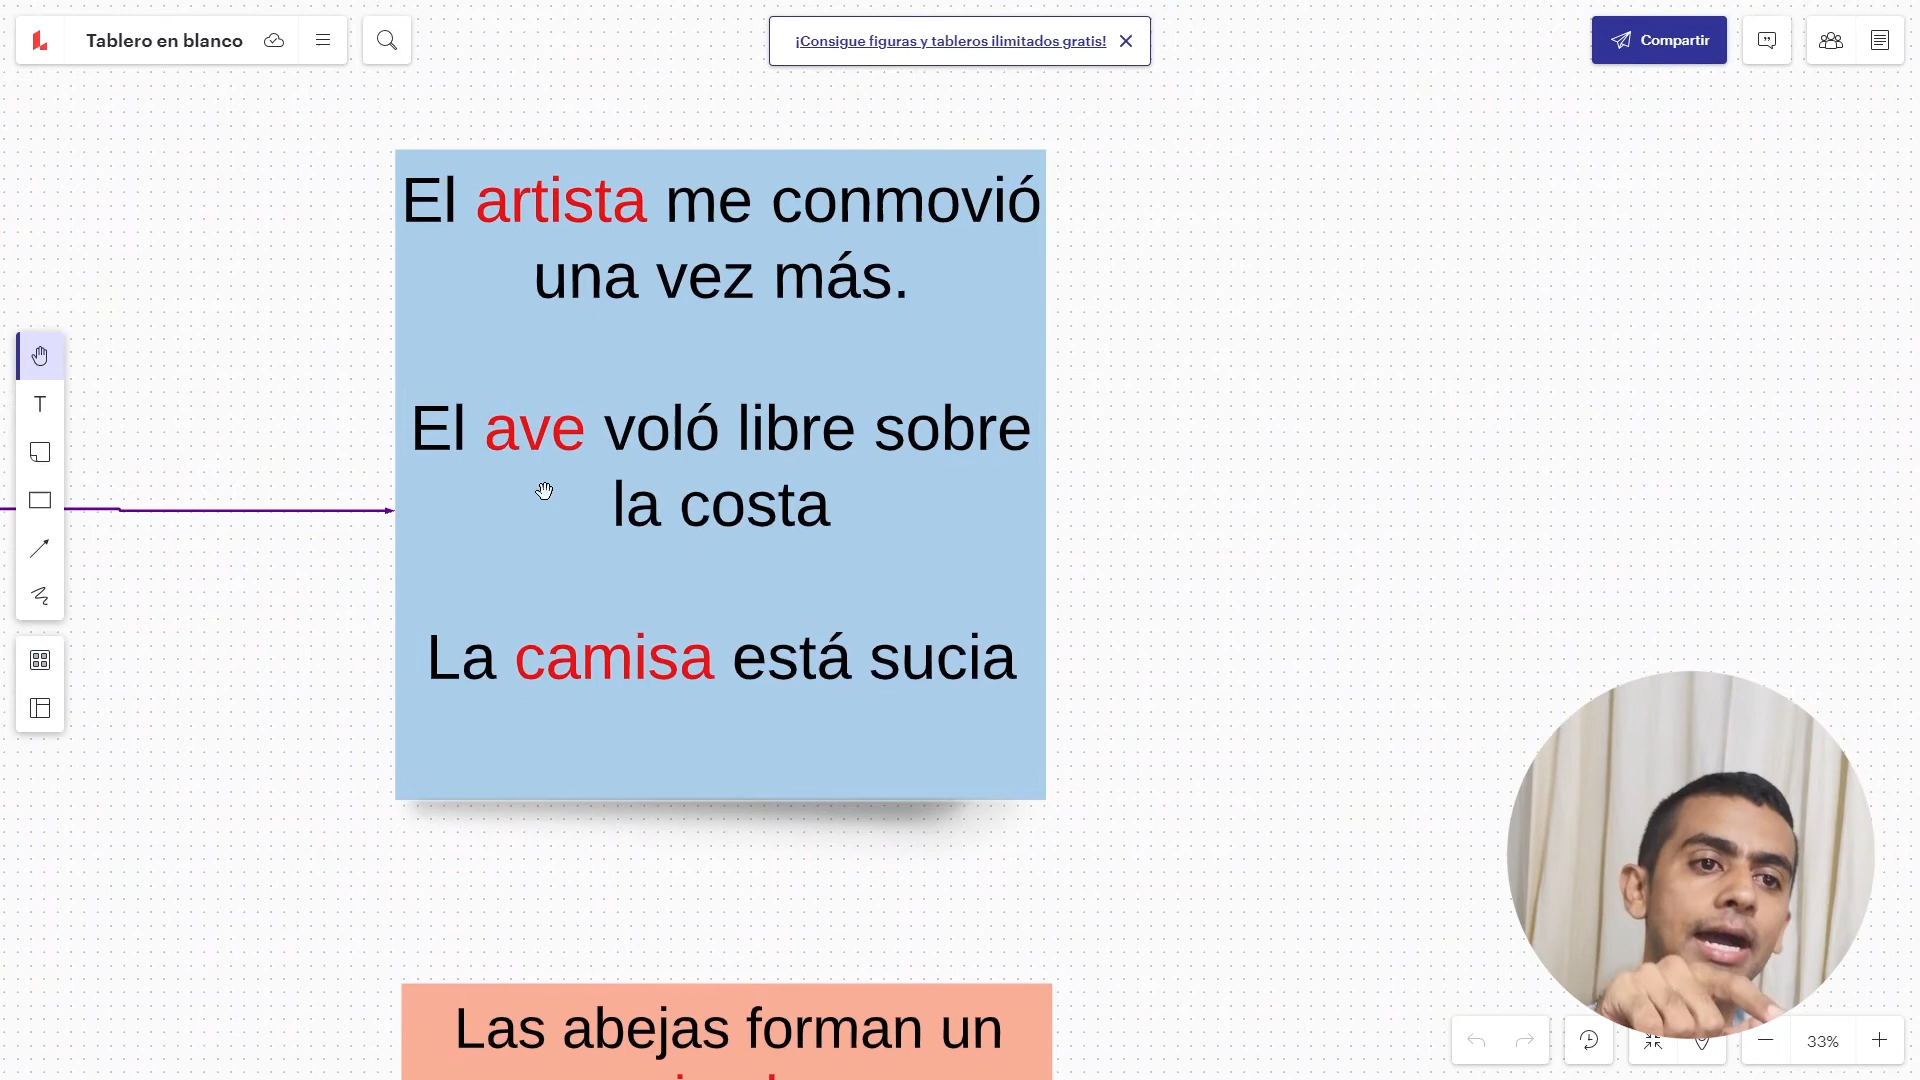 Tablero en blanco
¡Consigue figuras y tableros ilimitados gratis!
Compartir
El artista me conmovió
una vez más.
El ave voló libre sobre
la costa
La camisa está sucia
Las abejas forman un
33%